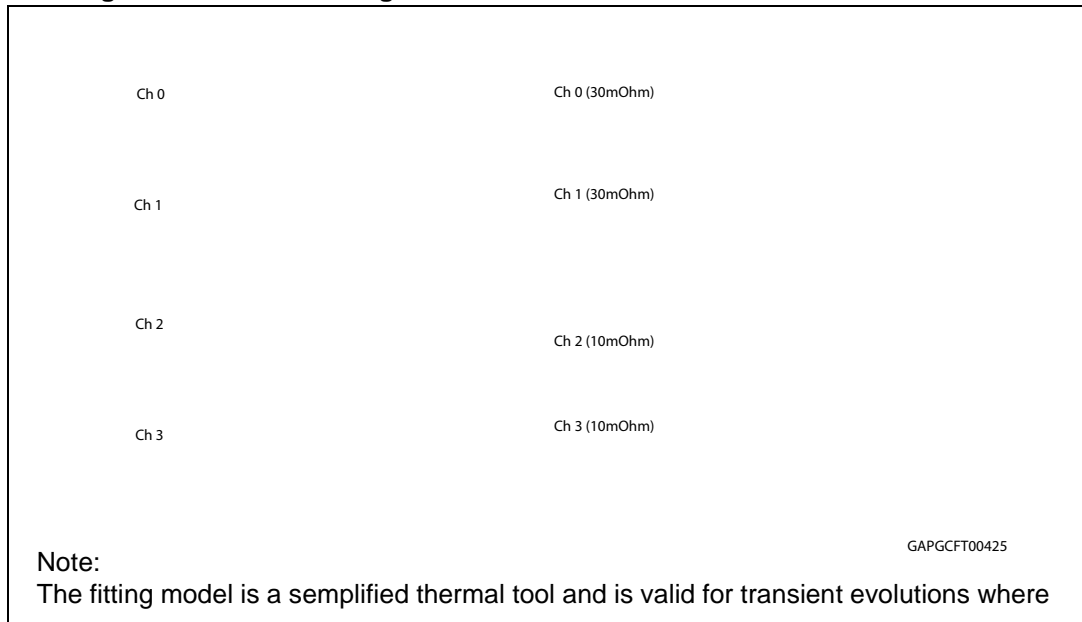 Ch 0
Ch 0 (30mOhm)
Ch 1
Ch 1 (30mOhm)
Ch 2
Ch 2 (10mOhm)
Ch 3
Ch 3 (10mOhm)
GAPGCFT00425
Note:
The fitting model is a semplified thermal tool and is valid for transient evolutions where